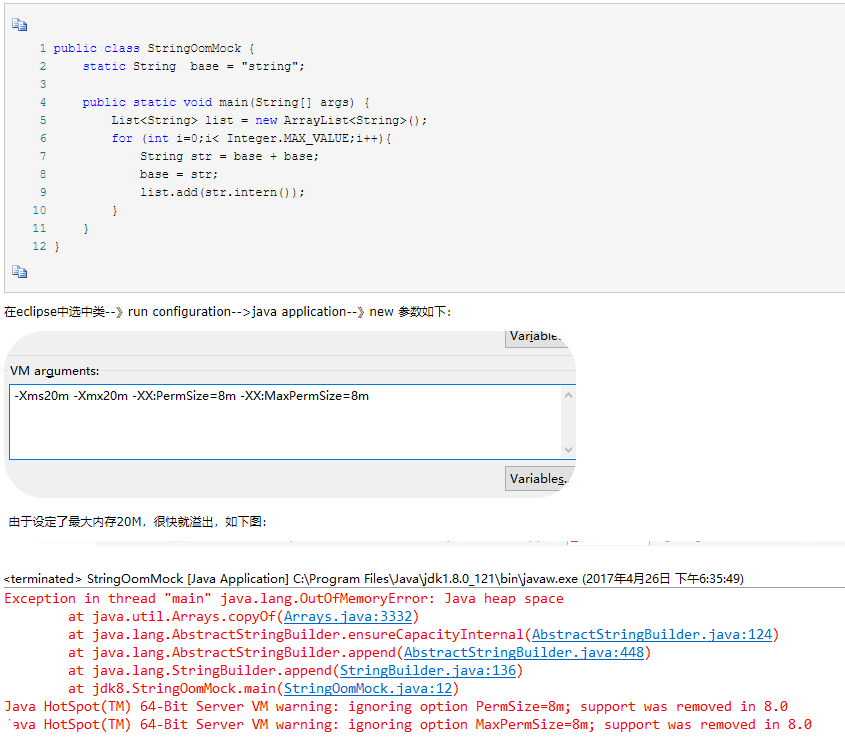 1 public class StringOomMock {
2 static String base = "string";
3
4 public static void main(String[] args) {
5 List<String> list = new ArrayList<String>();
6 for (int i=0;i< Integer.MAX_VALUE;i++){
7 String str = base + base;
8 base = str;
9 list.add(str.intern());
10 }
11 }
12 }
在eclipse中选中类--》run configuration-->java application--》new 参数如下：
VM arguments:
-Xms20m -Xmx20m -XX:PermSize=8m -XX:MaxPermSize=8m
Variables.
由于设定了最大内存20M，很快就溢出，如下图：
<terminated> StringOomMock [Java Application] C:\Program Files\Java\jdk1.8.0_121\bin\javaw.exe (2017年4月26日 下午6:35:49)
Exception in thread "main" java.lang.OutOfMemoryError: Java heap space
at java.util.Arrays.copyOf(Arrays.java:3332)
at java.lang.AbstractStringBuilder.ensureCapacityInternal(AbstractStringBuilder.java:124)
at java.lang.AbstractStringBuilder.append(AbstractStringBuilder.java:448)
at java.lang.StringBuilder.append(StringBuilder.java:136)
at jdk8.StringOomMock.main(StringOomMock.java:12)
Java HotSpot(TM) 64-Bit Server VM warning: ignoring option PermSize=8m; support was removed in 8.0
Java HotSpot(TM) 64-Bit Server VM warning: ignoring option MaxPermSize=8m; support was removed in 8.0